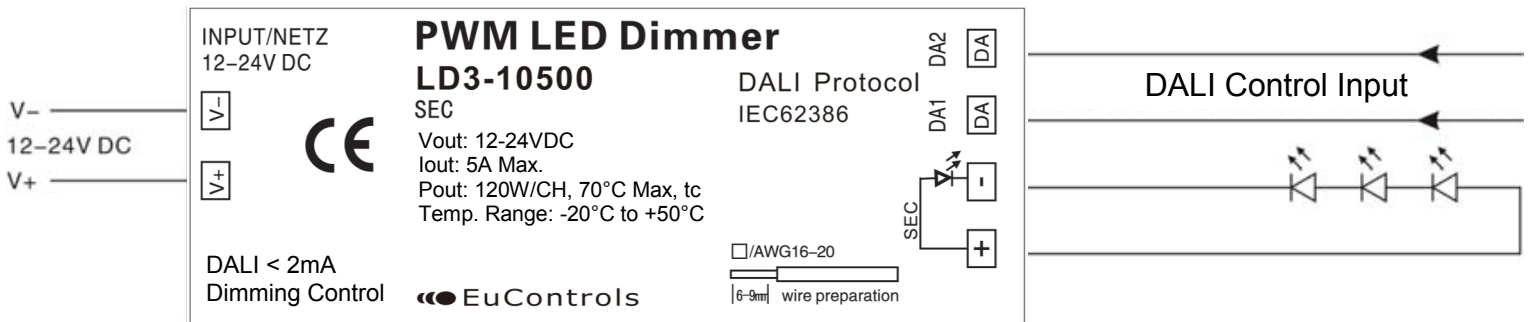 V–
12–24V DC
V+
INPUT/NETZ
12–24V DC
V–
V+
PWM LED Dimmer
LD3-10500
SEC
Vout: 12-24VDC
Iout: 5A Max.
Pout: 120W/CH, 70°C Max, tc
Temp. Range: -20°C to +50°C
DALI Protocol
IEC62386
DALI < 2mA
Dimming Control
CE
EuControls
/AWG16–20
6–9mm wire preparation
DA2
DA
DA1
DA
-
SEC
+
DALI Control Input